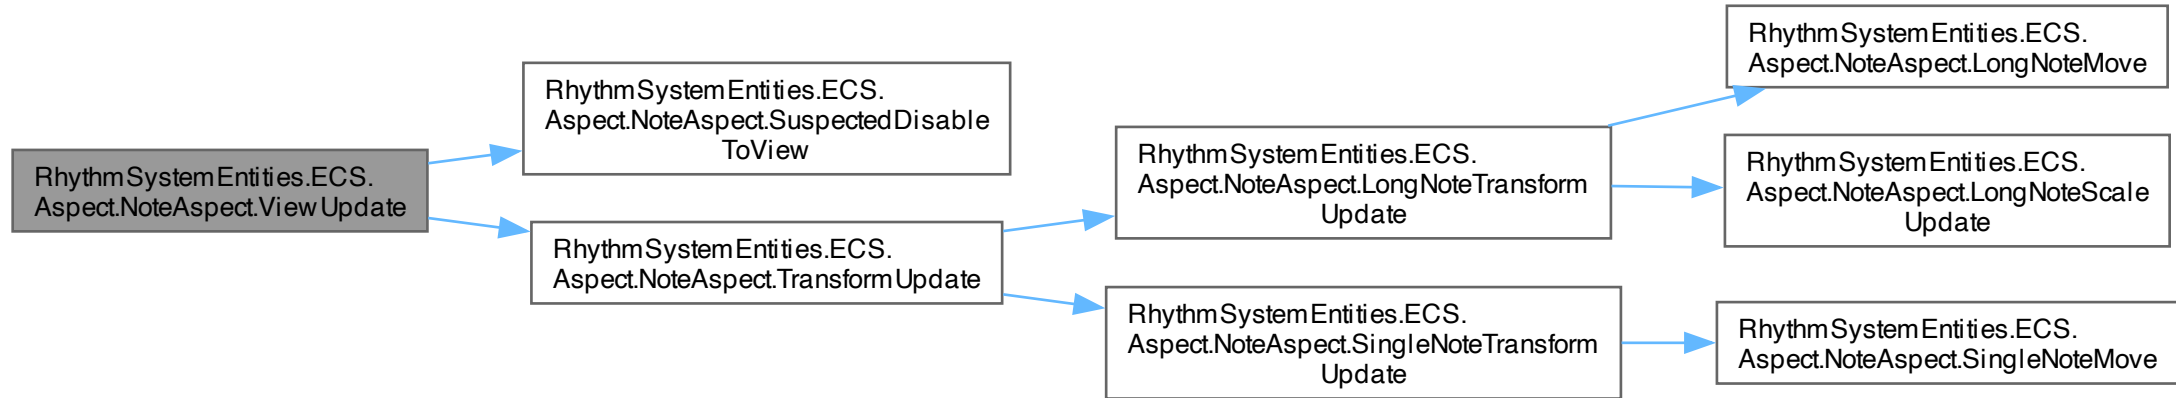 RhythmSystemEntities.ECS.
Aspect.NoteAspect.ViewUpdate
RhythmSystemEntities.ECS.
Aspect.NoteAspect.SuspectedDisable
ToView
RhythmSystemEntities.ECS.
Aspect.NoteAspect.TransformUpdate
RhythmSystemEntities.ECS.
Aspect.NoteAspect.LongNoteTransform
Update
RhythmSystemEntities.ECS.
Aspect.NoteAspect.SingleNoteTransform
Update
RhythmSystemEntities.ECS.
Aspect.NoteAspect.LongNoteMove
RhythmSystemEntities.ECS.
Aspect.NoteAspect.LongNoteScale
Update
RhythmSystemEntities.ECS.
Aspect.NoteAspect.SingleNoteMove